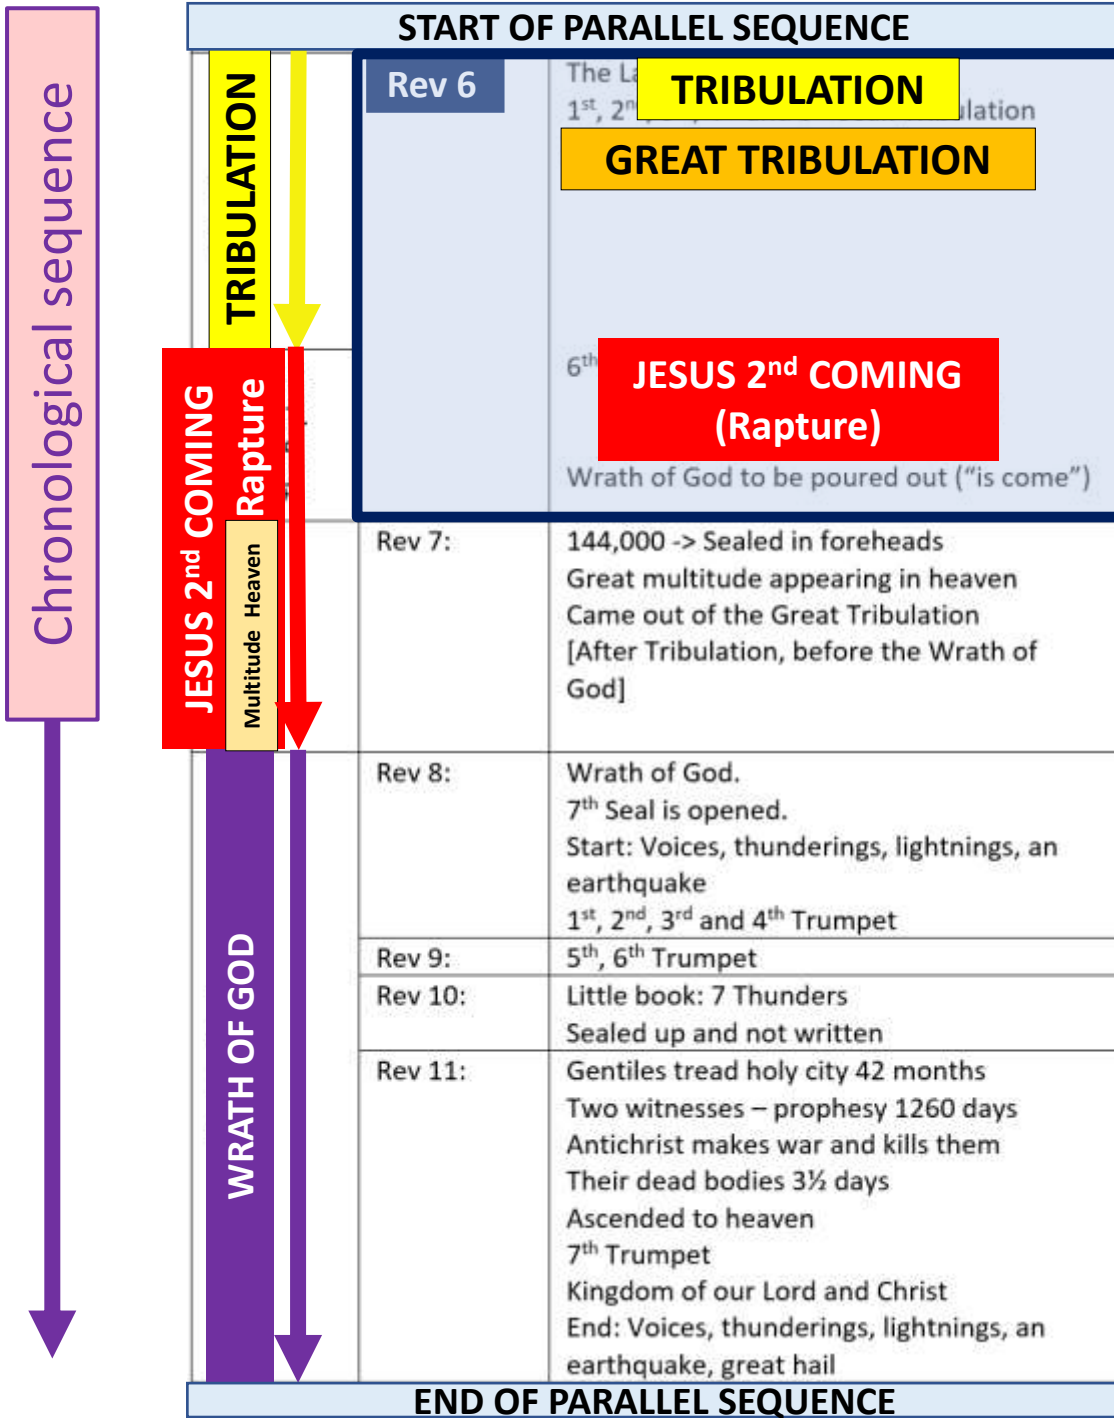 START OF PARALLEL SEQUENCE
Chronological sequence
TRIBULATION
JESUS 2nd COMING
Rapture
Multitude Heaven
WRATH OF GOD
Rev 6
The La
TRIBULATION
1st, 2n ulation
GREAT TRIBULATION
6th
JESUS 2nd COMING
(Rapture)
Wrath of God to be poured out (“is come”)
Rev 7:
144,000 -> Sealed in foreheads
Great multitude appearing in heaven
Came out of the Great Tribulation
[After Tribulation, before the Wrath of
God]
Rev 8:
Wrath of God.
7th Seal is opened.
Start: Voices, thunderings, lightnings, an
earthquake
1st, 2nd, 3rd and 4th Trumpet
Rev 9:
5th, 6th Trumpet
Rev 10:
Little book: 7 Thunders
Sealed up and not written
Rev 11:
Gentiles tread holy city 42 months
Two witnesses – prophesy 1260 days
Antichrist makes war and kills them
Their dead bodies 3½ days
Ascended to heaven
7th Trumpet
Kingdom of our Lord and Christ
End: Voices, thunderings, lightnings, an
earthquake, great hail
END OF PARALLEL SEQUENCE